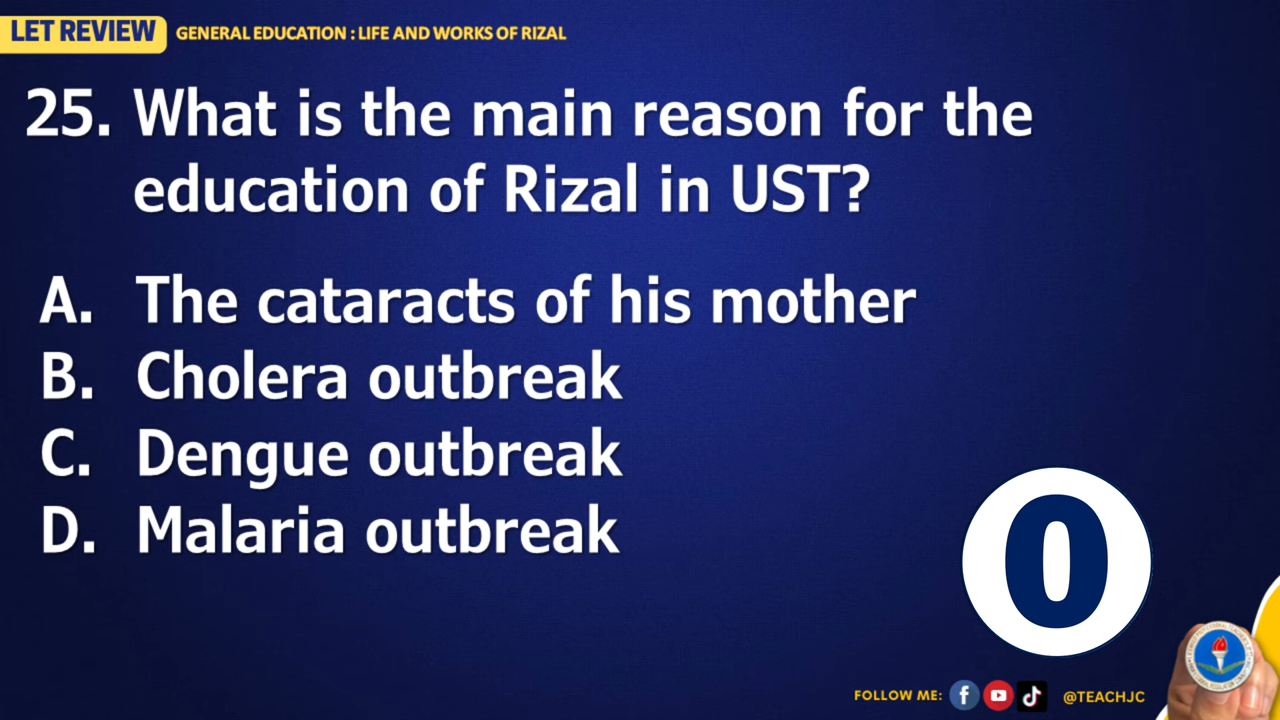 LET REVIEW
GENERAL EDUCATION : LIFE AND WORKS OF RIZAL
25. What is the main reason for the
education of Rizal in UST?
A. The cataracts of his mother
B. Cholera outbreak
C. Dengue outbreak
D. Malaria outbreak
0
FOLLOW ME: @TEACHJC